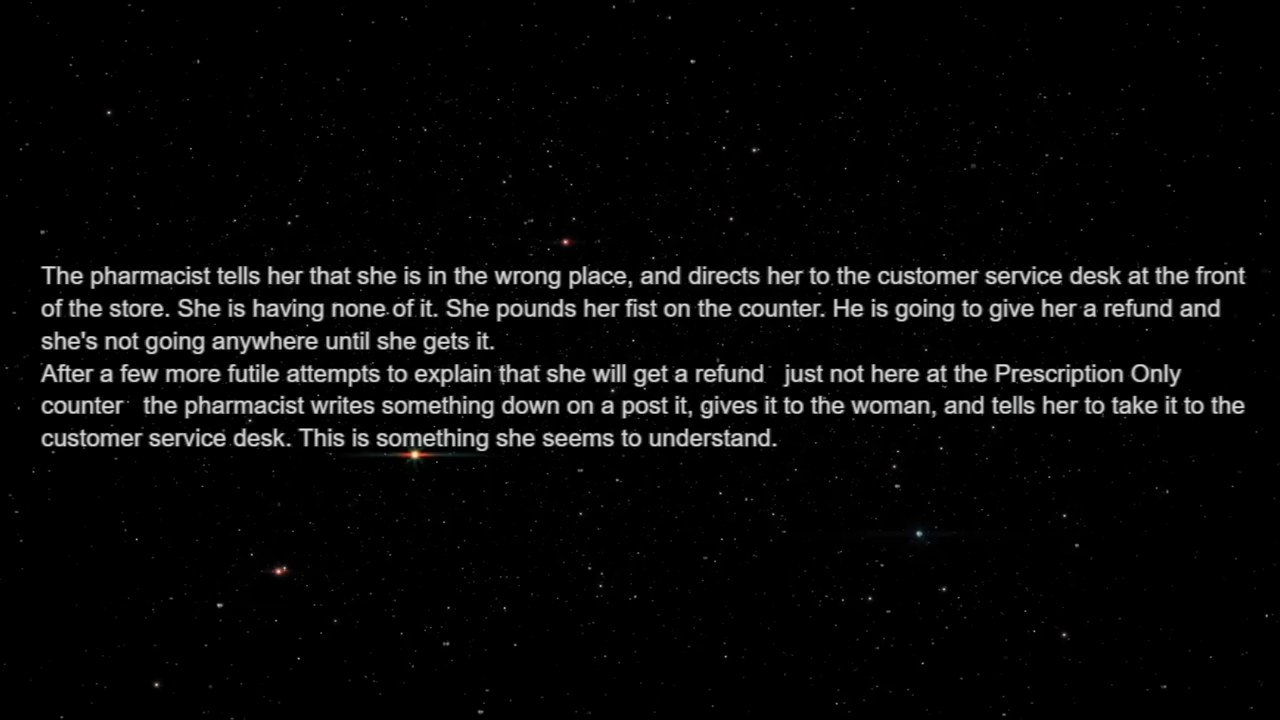 The pharmacist tells her that she is in the wrong place, and directs her to the customer service desk at the front
of the store. She is having none of it. She pounds her fist on the counter. He is going to give her a refund and
she's not going anywhere until she gets it.
After a few more futile attempts to explain that she will get a refund   just not here at the Prescription Only
counter   the pharmacist writes something down on a post it, gives it to the woman, and tells her to take it to the
customer service desk. This is something she seems to understand.